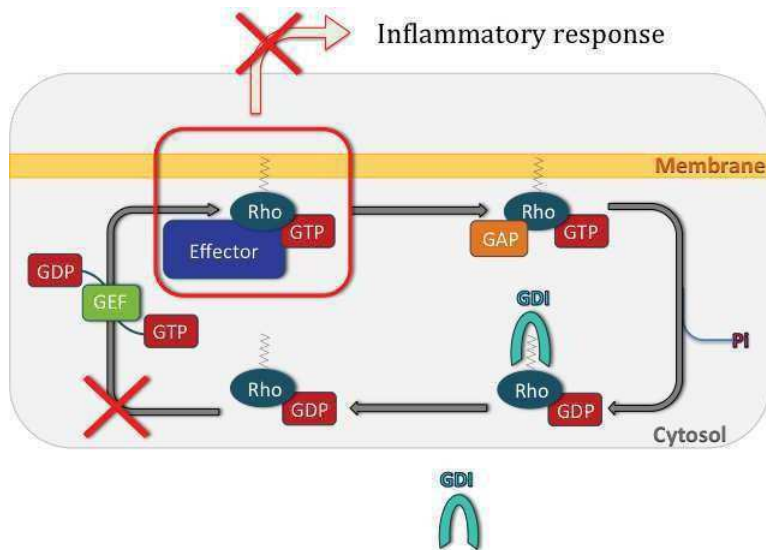 Inflammatory response
Membrane
Rho
GTP
Effector
Rho
GTP
GAP
GDP
GEF
GTP
GDI
Pi
Rho
GDP
Rho
GDP
Cytosol
GDI